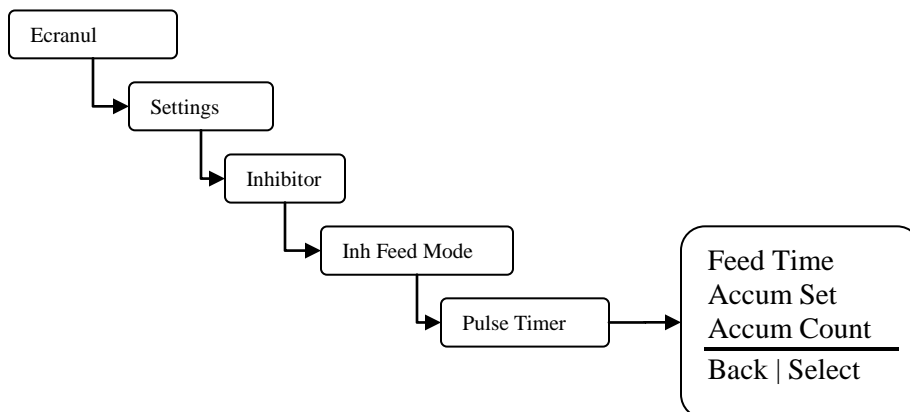 Ecranul
Settings
Inhibitor
Inh Feed Mode
Pulse Timer
Feed Time
Accum Set
Accum Count
Back | Select